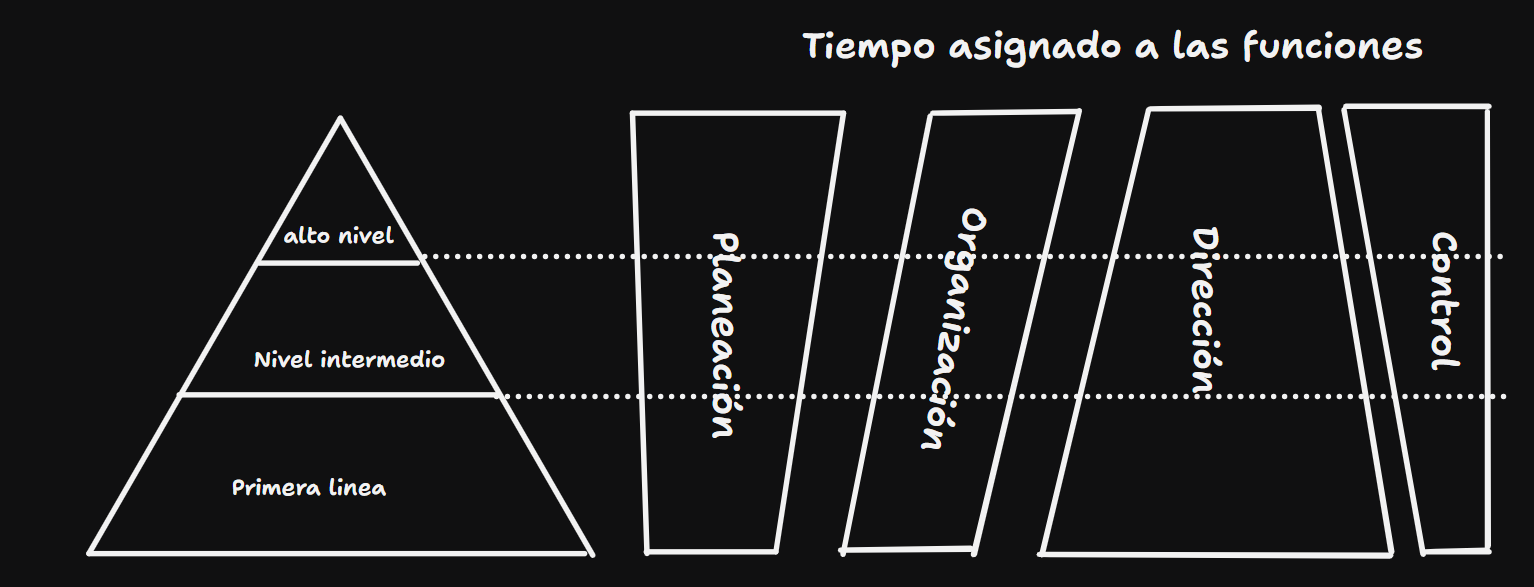 Tiempo asignado a las funciones
alto nivel
Nivel intermedio
Primera linea
Planeación
Organización
Dirección
Control